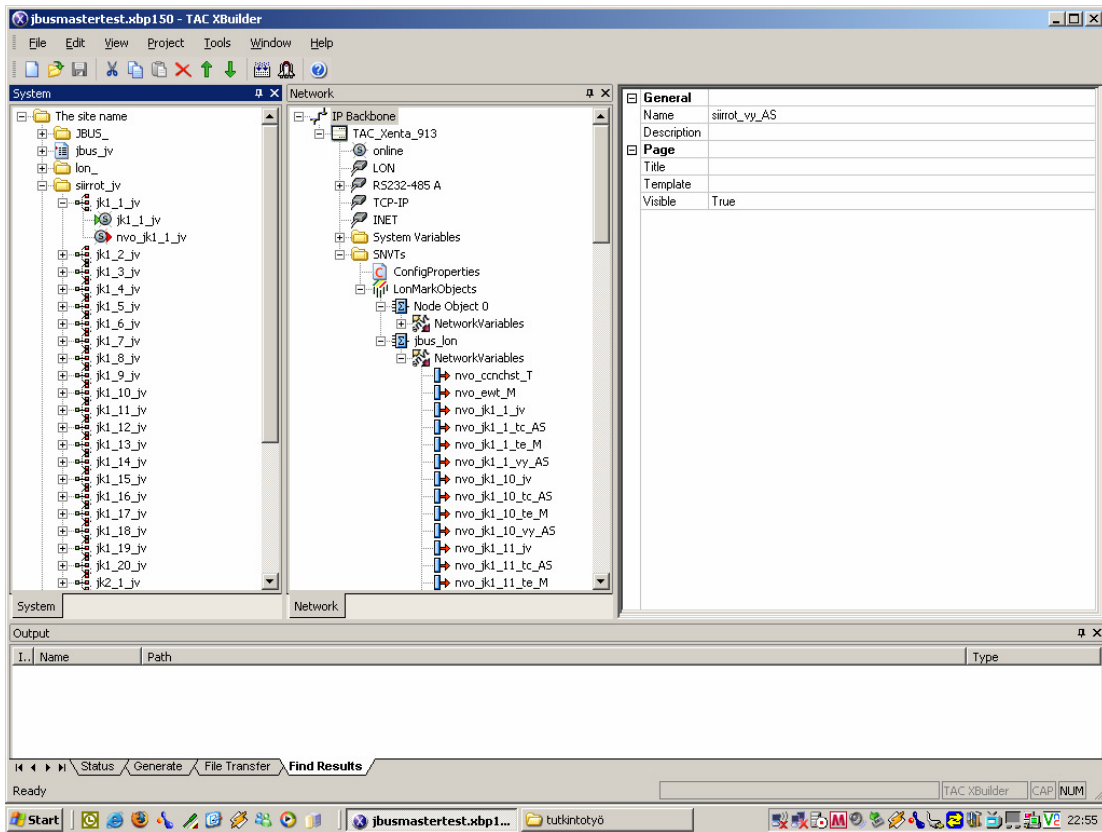 jbusmastertest.xbp150 - TAC XBuilder
File Edit View Project Tools Window Help
System
The site name
JBUS_
jbus_jv
lon_
siirrot_jv
jk1_1_jv
jk1_1_jv
nvo_jk1_1_jv
jk1_2_jv
jk1_3_jv
jk1_4_jv
jk1_5_jv
jk1_6_jv
jk1_7_jv
jk1_8_jv
jk1_9_jv
jk1_10_jv
jk1_11_jv
jk1_12_jv
jk1_13_jv
jk1_14_jv
jk1_15_jv
jk1_16_jv
jk1_17_jv
jk1_18_jv
jk1_19_jv
jk1_20_jv
jk2_1_jv
System
Network
IP Backbone
TAC_Xenta_913
online
LON
RS232-485 A
TCP-IP
INET
System Variables
SNVTs
ConfigProperties
LonMarkObjects
Node Object 0
NetworkVariables
jbus_lon
NetworkVariables
nvo_ccnchst_T
nvo_ewt_M
nvo_jk1_1_jv
nvo_jk1_1_tc_AS
nvo_jk1_1_te_M
nvo_jk1_1_vy_AS
nvo_jk1_10_jv
nvo_jk1_10_tc_AS
nvo_jk1_10_te_M
nvo_jk1_10_vy_AS
nvo_jk1_11_jv
nvo_jk1_11_tc_AS
nvo_jk1_11_te_M
Network
General
Name siirrot_vy_AS
Description
Page
Title
Template
Visible True
Output
I.. Name Path Type
Status Generate File Transfer Find Results
Ready TAC XBuilder CAP NUM
Start jbusmastertest.xbp1... tutkintotyö 22:55